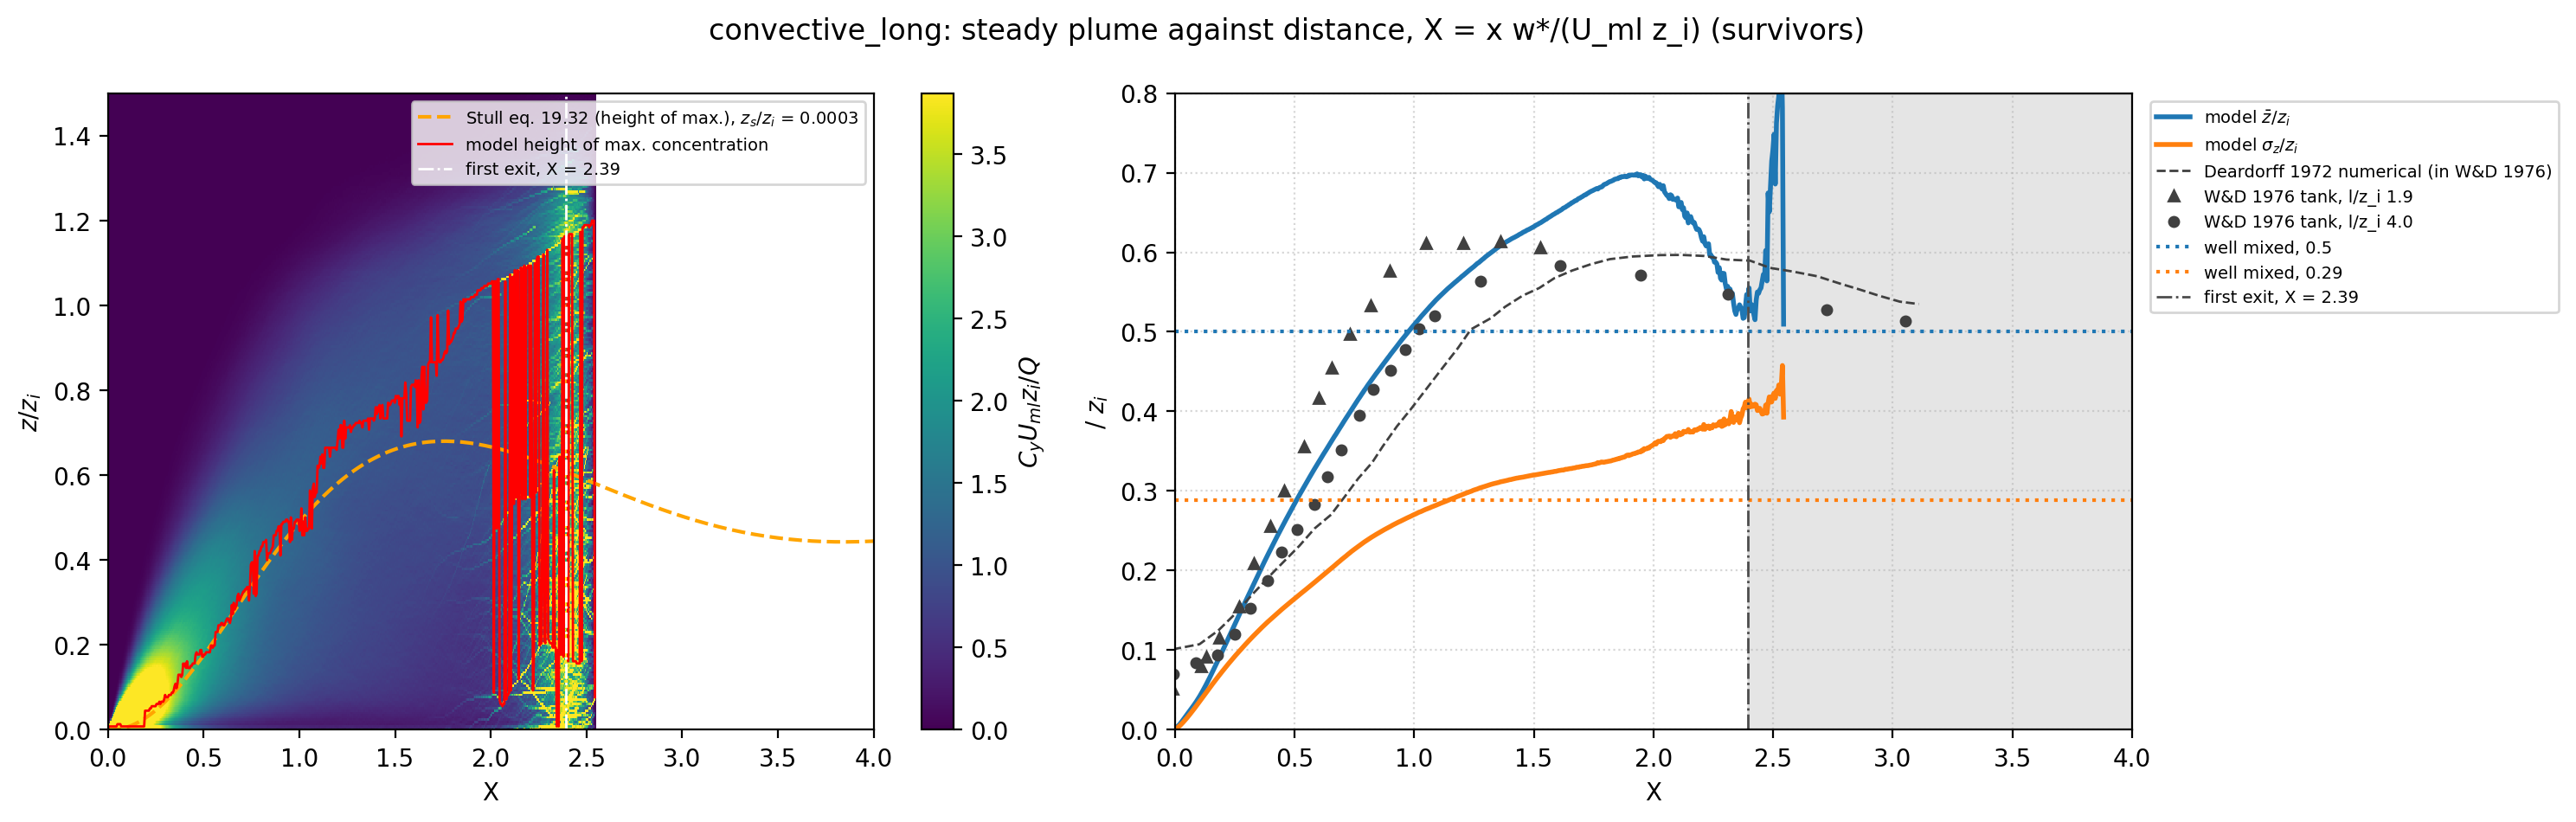 convective_long: steady plume against distance, X = x w*/(U_ml z_i) (survivors)
Stull eq. 19.32 (height of max.), z_s/z_i = 0.0003
model height of max. concentration
first exit, X = 2.39
z/z_i
1.4
1.2
1.0
0.8
0.6
0.4
0.2
0.0
0.0 0.5 1.0 1.5 2.0 2.5 3.0 3.5 4.0
X
3.5
3.0
2.5
2.0
1.5
1.0
0.5
0.0
C_yU_{ml}z_i/Q
/ z_i
0.8
0.7
0.6
0.5
0.4
0.3
0.2
0.1
0.0
0.0 0.5 1.0 1.5 2.0 2.5 3.0 3.5 4.0
X
model z̄/z_i
model σ_z/z_i
Deardorff 1972 numerical (in W&D 1976)
W&D 1976 tank, l/z_i 1.9
W&D 1976 tank, l/z_i 4.0
well mixed, 0.5
well mixed, 0.29
first exit, X = 2.39